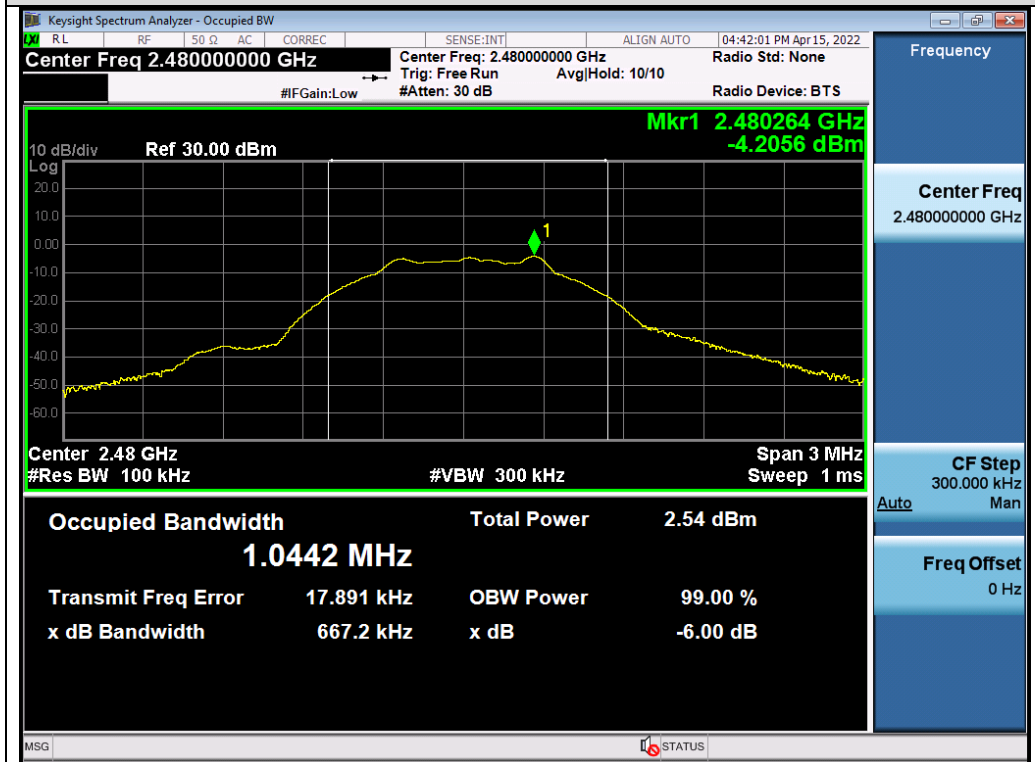 Keysight Spectrum Analyzer - Occupied BW
LXI RL RF 50 Ω AC CORREC SENSE:INT ALIGN AUTO 04:42:01 PM Apr 15, 2022
Center Freq 2.480000000 GHz
Center Freq: 2.480000000 GHz Radio Std: None
Trig: Free Run Avg|Hold: 10/10
#IFGain:Low #Atten: 30 dB Radio Device: BTS
Mkr1 2.480264 GHz
-4.2056 dBm
10 dB/div Ref 30.00 dBm
Log
20.0
10.0
0.00
-10.0
-20.0
-30.0
-40.0
-50.0
-60.0
1
Center 2.48 GHz Span 3 MHz
#Res BW 100 kHz #VBW 300 kHz Sweep 1 ms
Occupied Bandwidth Total Power 2.54 dBm
1.0442 MHz
Transmit Freq Error 17.891 kHz OBW Power 99.00 %
x dB Bandwidth 667.2 kHz x dB -6.00 dB
Frequency
Center Freq
2.480000000 GHz
CF Step
300.000 kHz
Auto Man
Freq Offset
0 Hz
MSG STATUS